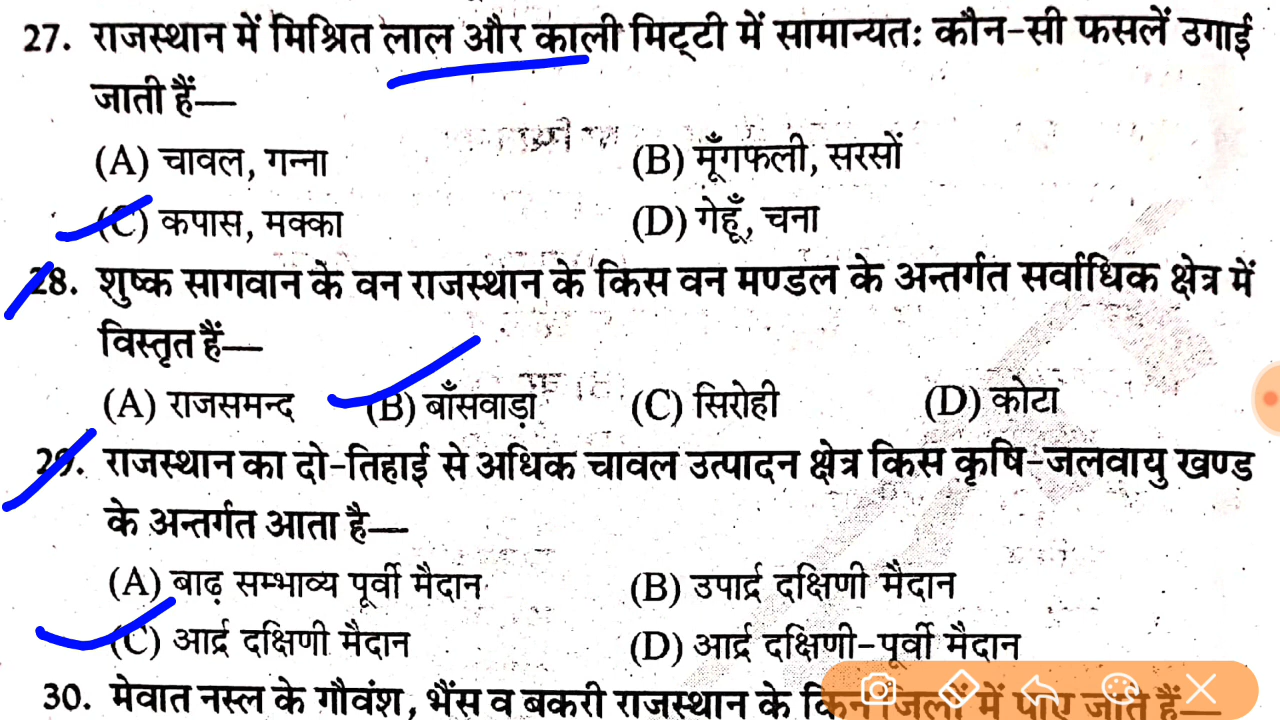 27. राजस्थान में मिश्रित लाल और काली मिट्टी में सामान्यतः कौन-सी फसलें उगाई
जाती हैं—
(A) चावल, गन्ना (B) मूँगफली, सरसों
(C) कपास, मक्का (D) गेहूँ, चना
28. शुष्क सागवान के वन राजस्थान के किस वन मण्डल के अन्तर्गत सर्वाधिक क्षेत्र में
विस्तृत हैं—
(A) राजसमन्द (B) बाँसवाड़ा (C) सिरोही (D) कोटा
29. राजस्थान का दो-तिहाई से अधिक चावल उत्पादन क्षेत्र किस कृषि-जलवायु खण्ड
के अन्तर्गत आता है—
(A) बाढ़ सम्भाव्य पूर्वी मैदान (B) उपार्द्र दक्षिणी मैदान
(C) आर्द्र दक्षिणी मैदान (D) आर्द्र दक्षिणी-पूर्वी मैदान
30. मेवात नस्ल के गौवंश, भैंस व बकरी राजस्थान के किन जिलों में पाए जाते हैं—